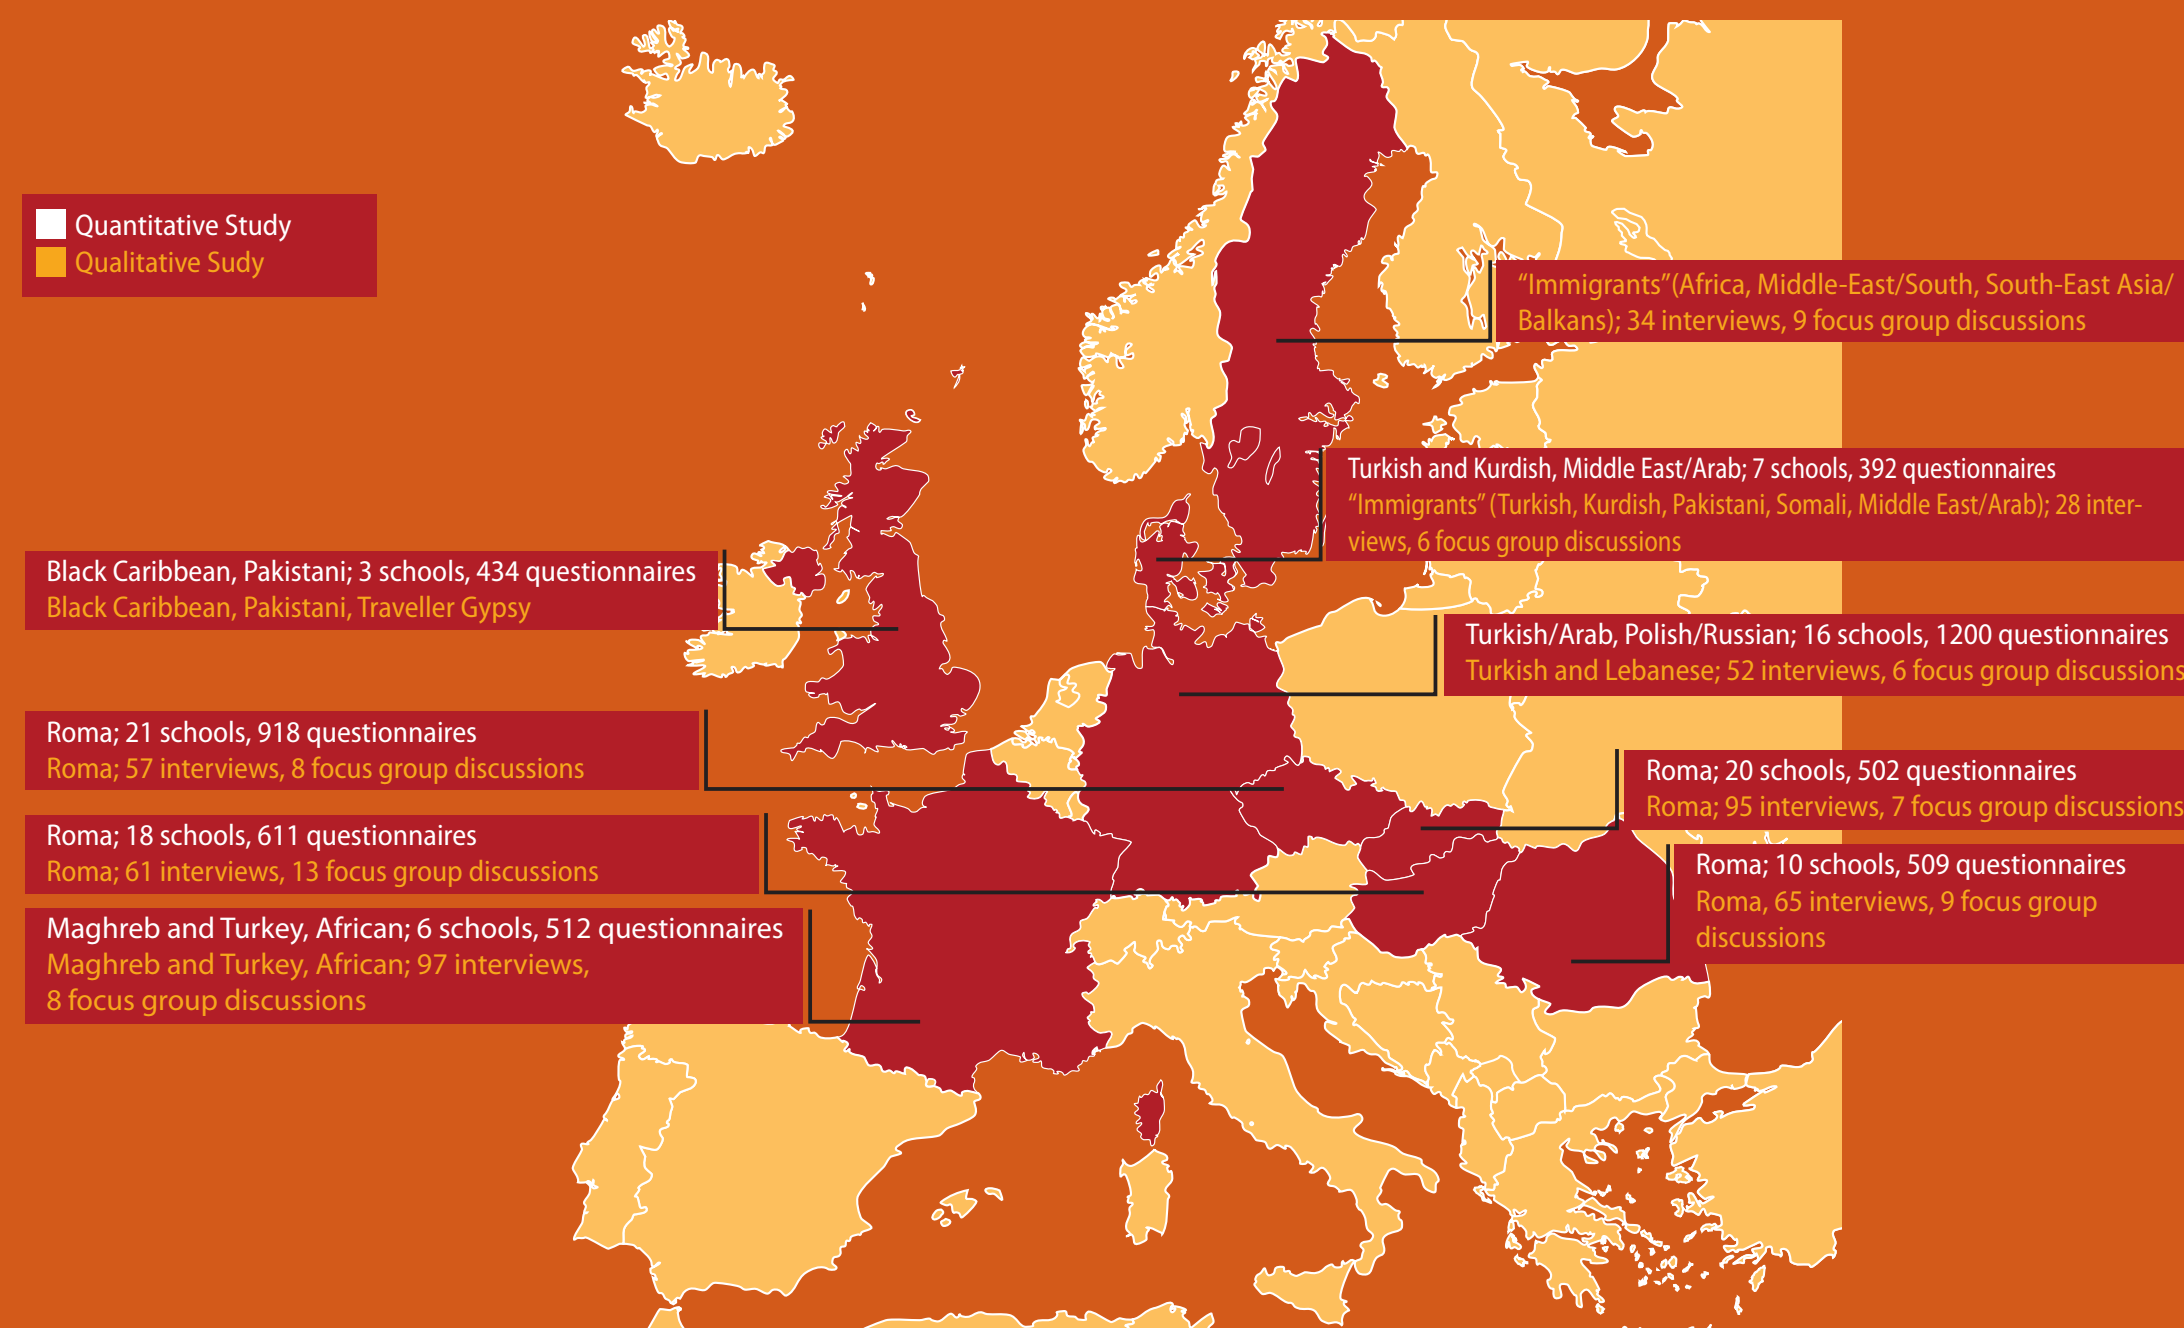 Quantitative Study
Qualitative Sudy
“Immigrants”(Africa, Middle-East/South, South-East Asia/
Balkans); 34 interviews, 9 focus group discussions
Turkish and Kurdish, Middle East/Arab; 7 schools, 392 questionnaires
“Immigrants” (Turkish, Kurdish, Pakistani, Somali, Middle East/Arab); 28 inter-
views, 6 focus group discussions
Black Caribbean, Pakistani; 3 schools, 434 questionnaires
Black Caribbean, Pakistani, Traveller Gypsy
Turkish/Arab, Polish/Russian; 16 schools, 1200 questionnaires
Turkish and Lebanese; 52 interviews, 6 focus group discussions
Roma; 21 schools, 918 questionnaires
Roma; 57 interviews, 8 focus group discussions
Roma; 20 schools, 502 questionnaires
Roma; 95 interviews, 7 focus group discussions
Roma; 18 schools, 611 questionnaires
Roma; 61 interviews, 13 focus group discussions
Roma; 10 schools, 509 questionnaires
Roma, 65 interviews, 9 focus group
discussions
Maghreb and Turkey, African; 6 schools, 512 questionnaires
Maghreb and Turkey, African; 97 interviews,
8 focus group discussions